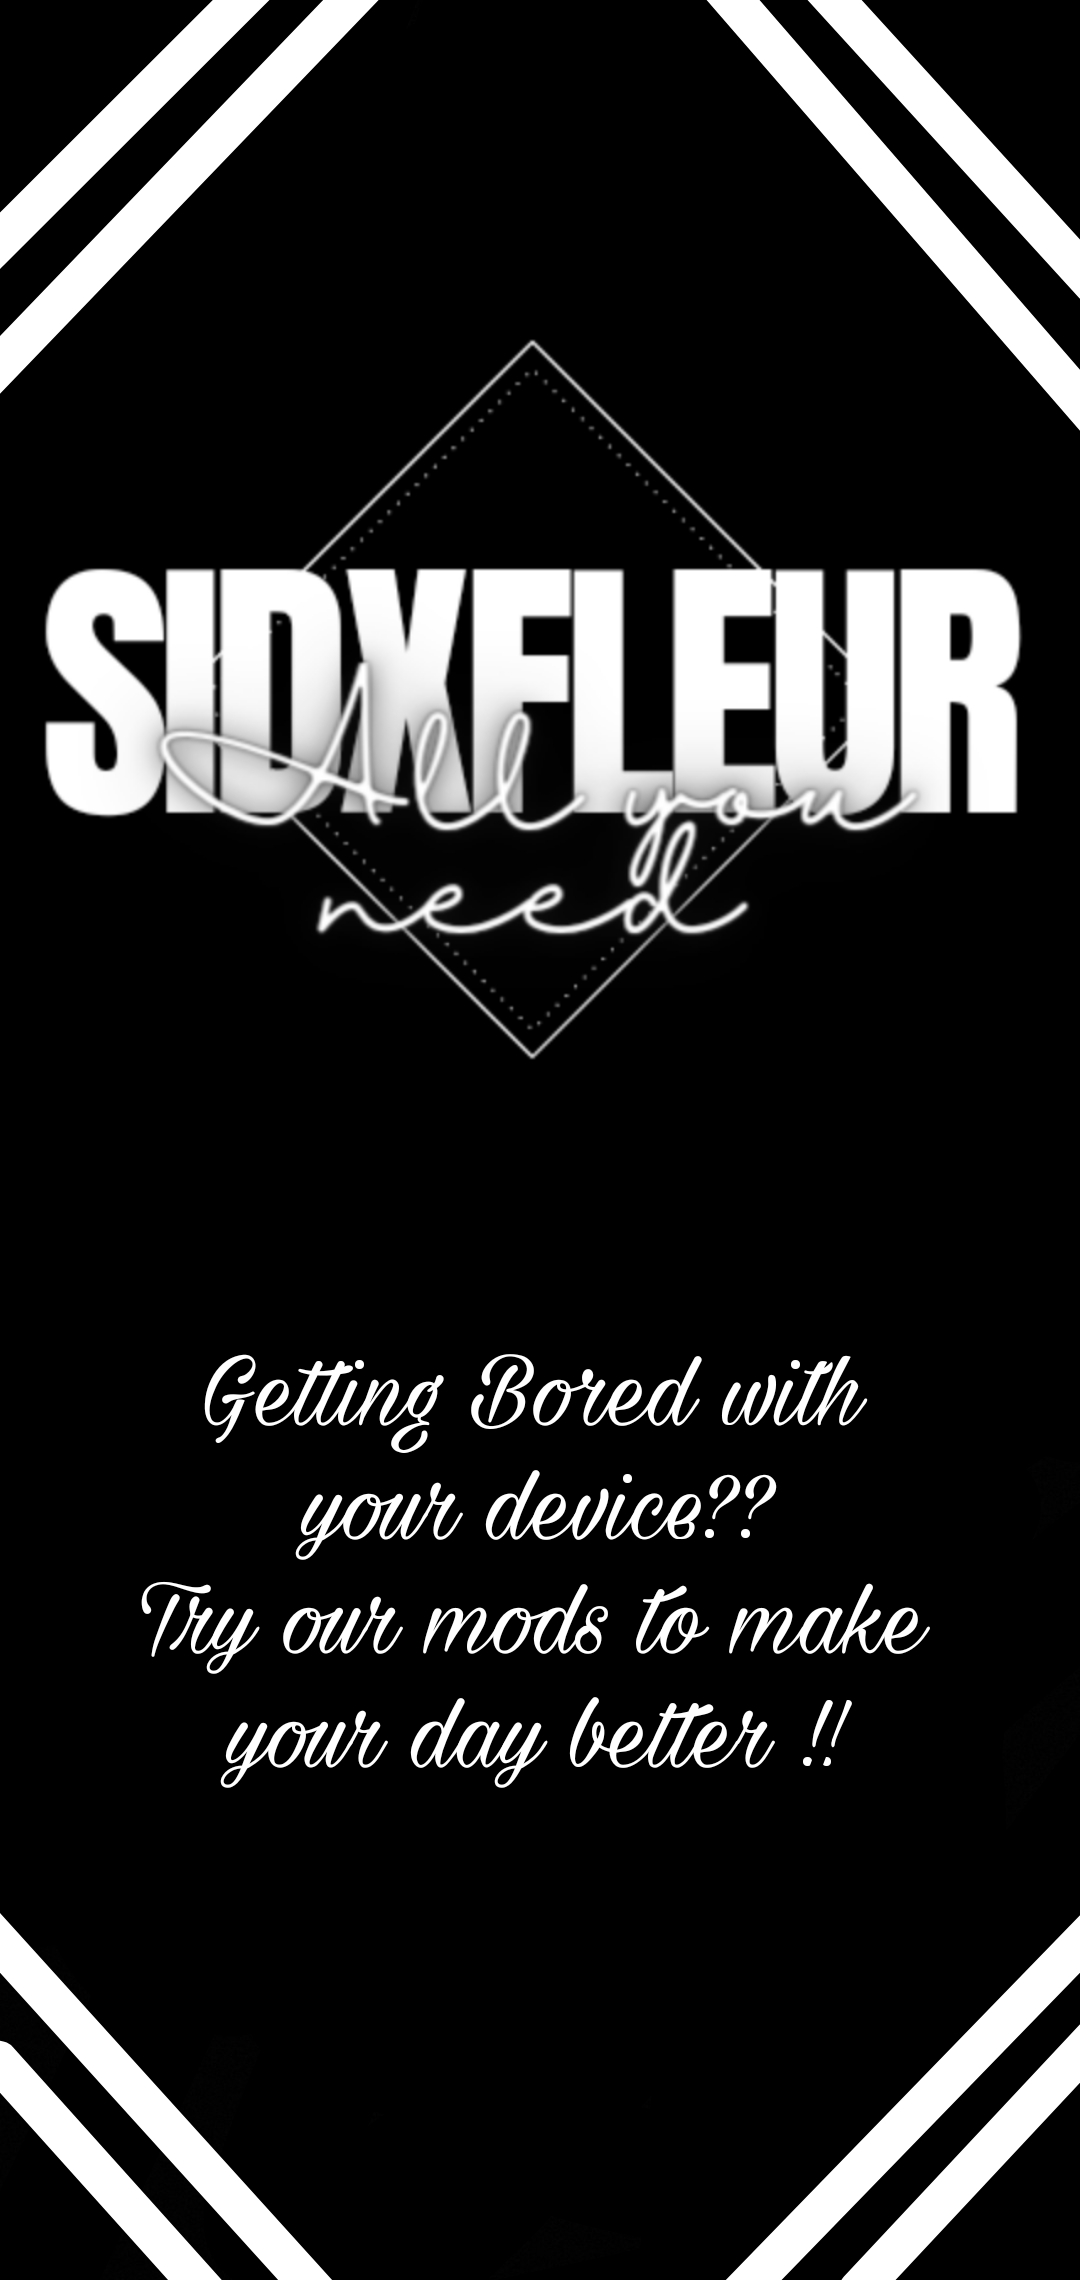 SIDXFLEUR
All you
need
Getting Bored with
your device??
Try our mods to make
your day better !!